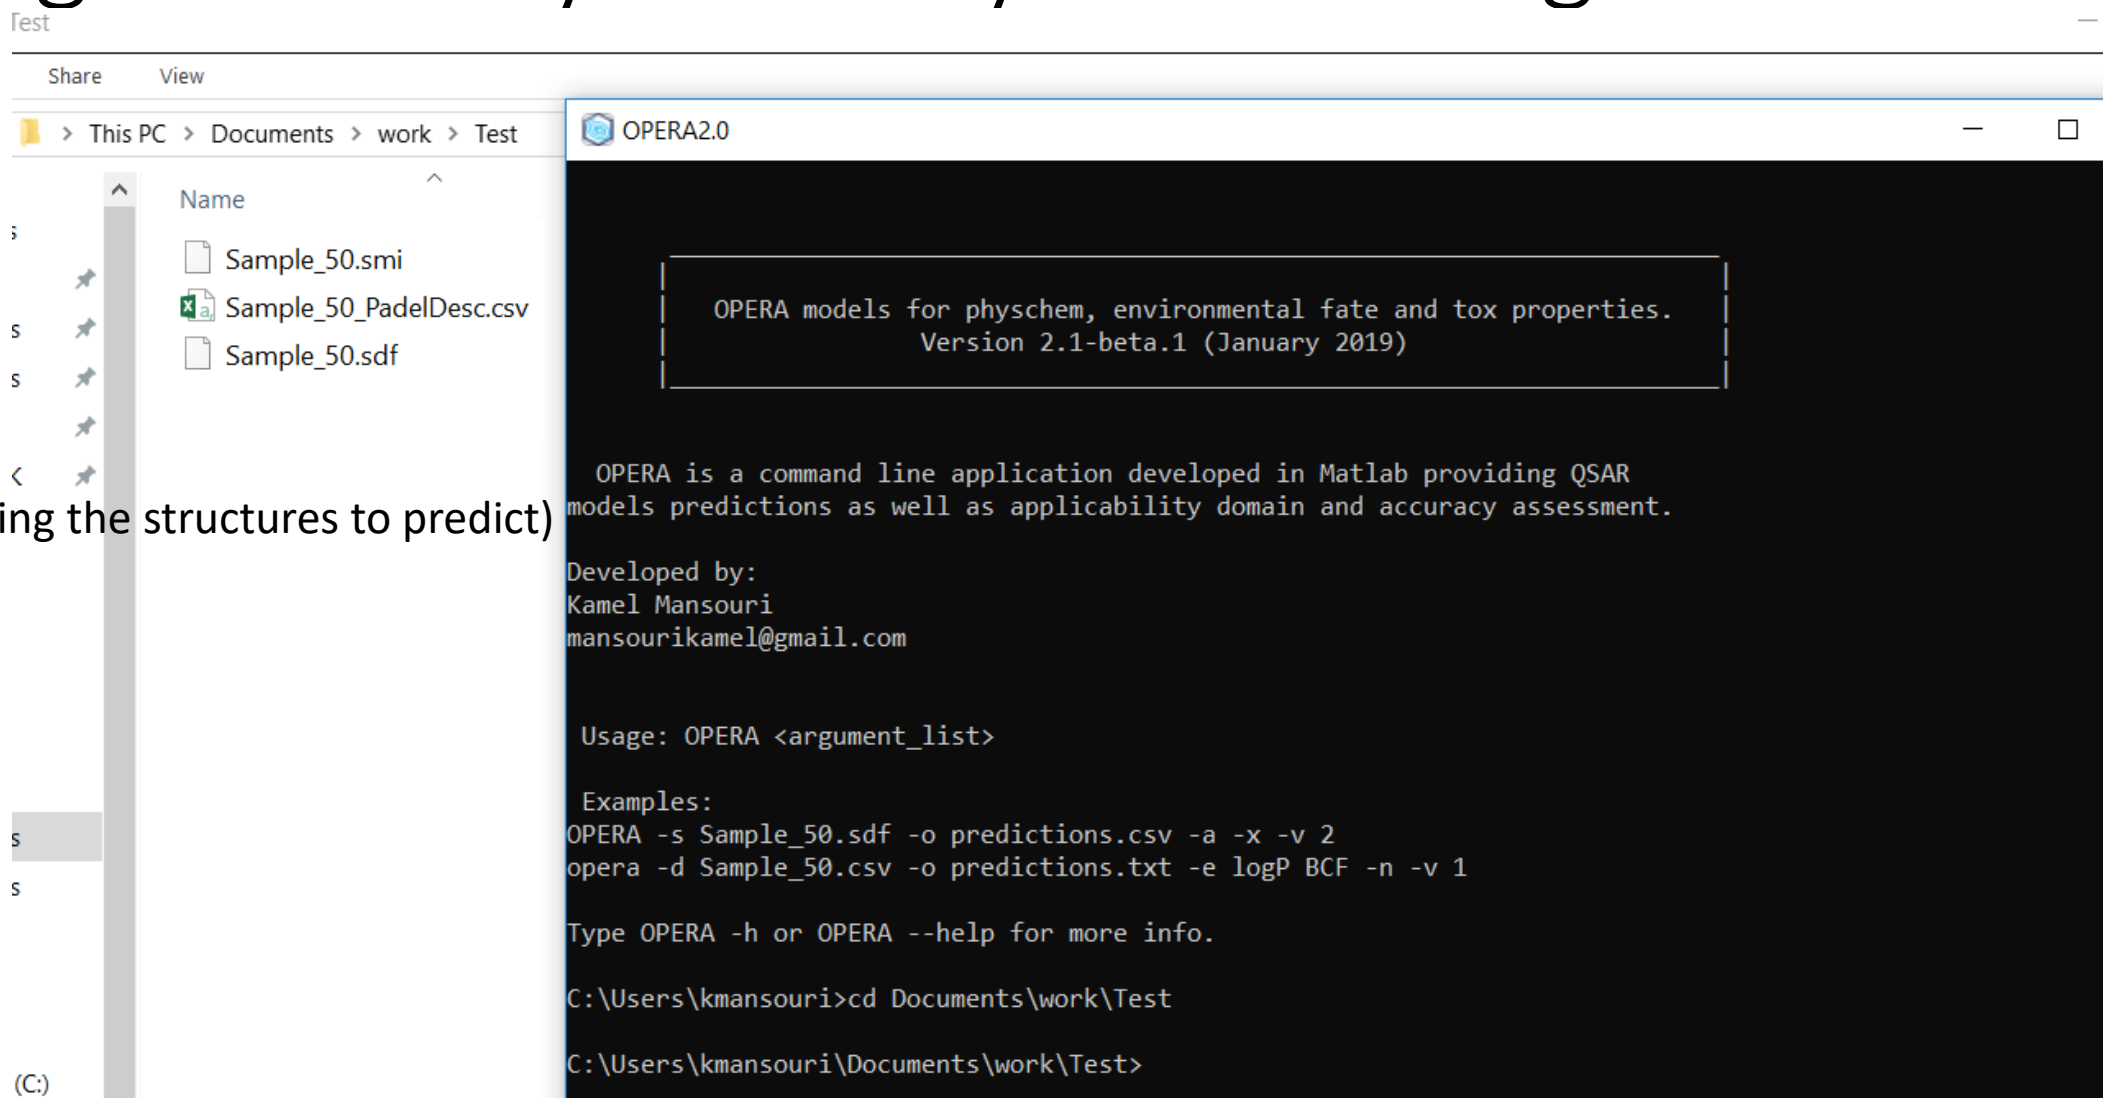 Test
Share View
> This PC > Documents > work > Test
Name
Sample_50.smi
Sample_50_PadelDesc.csv
Sample_50.sdf
ing the structures to predict)
(C:)
OPERA2.0
OPERA models for physchem, environmental fate and tox properties.
Version 2.1-beta.1 (January 2019)
OPERA is a command line application developed in Matlab providing QSAR
models predictions as well as applicability domain and accuracy assessment.
Developed by:
Kamel Mansouri
mansourikamel@gmail.com
Usage: OPERA <argument_list>
Examples:
OPERA -s Sample_50.sdf -o predictions.csv -a -x -v 2
opera -d Sample_50.csv -o predictions.txt -e logP BCF -n -v 1
Type OPERA -h or OPERA --help for more info.
C:\Users\kmansouri>cd Documents\work\Test
C:\Users\kmansouri\Documents\work\Test>